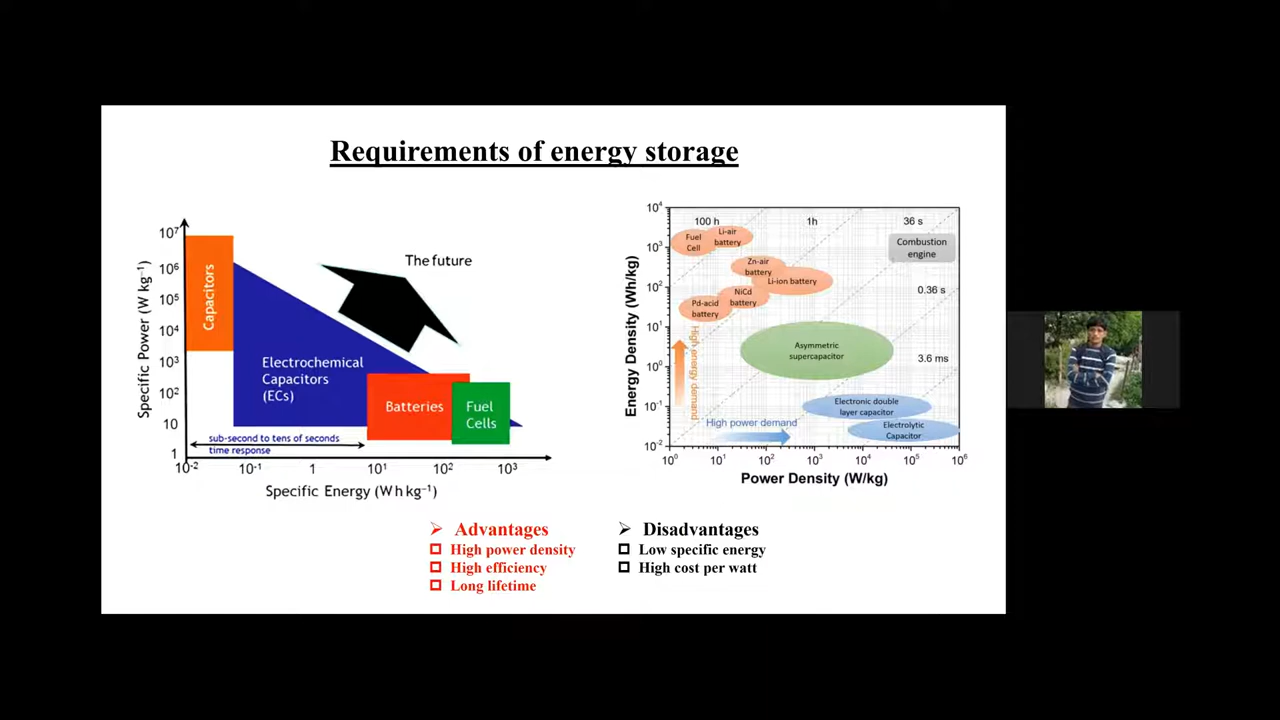 Requirements of energy storage
Specific Power (W kg⁻¹)
10⁷
10⁶
10⁵
10⁴
10³
10²
10
1
Capacitors
The future
Electrochemical
Capacitors
(ECs)
Batteries
Fuel
Cells
sub-second to tens of seconds
time response
10⁻²
10⁻¹
1
10¹
10²
10³
Specific Energy (W h kg⁻¹)
Energy Density (Wh/kg)
10⁴
10³
10²
10¹
10⁰
10⁻¹
10⁻²
100 h
1h
36 s
Fuel
Cell
Li-air
battery
Combustion
engine
Zn-air
battery
Li-ion battery
0.36 s
NiCd
battery
Pd-acid
battery
High energy demand
Asymmetric
supercapacitor
3.6 ms
Electronic double
layer capacitor
High power demand
Electrolytic
Capacitor
10⁰
10¹
10²
10³
10⁴
10⁵
10⁶
Power Density (W/kg)
Advantages
High power density
High efficiency
Long lifetime
Disadvantages
Low specific energy
High cost per watt